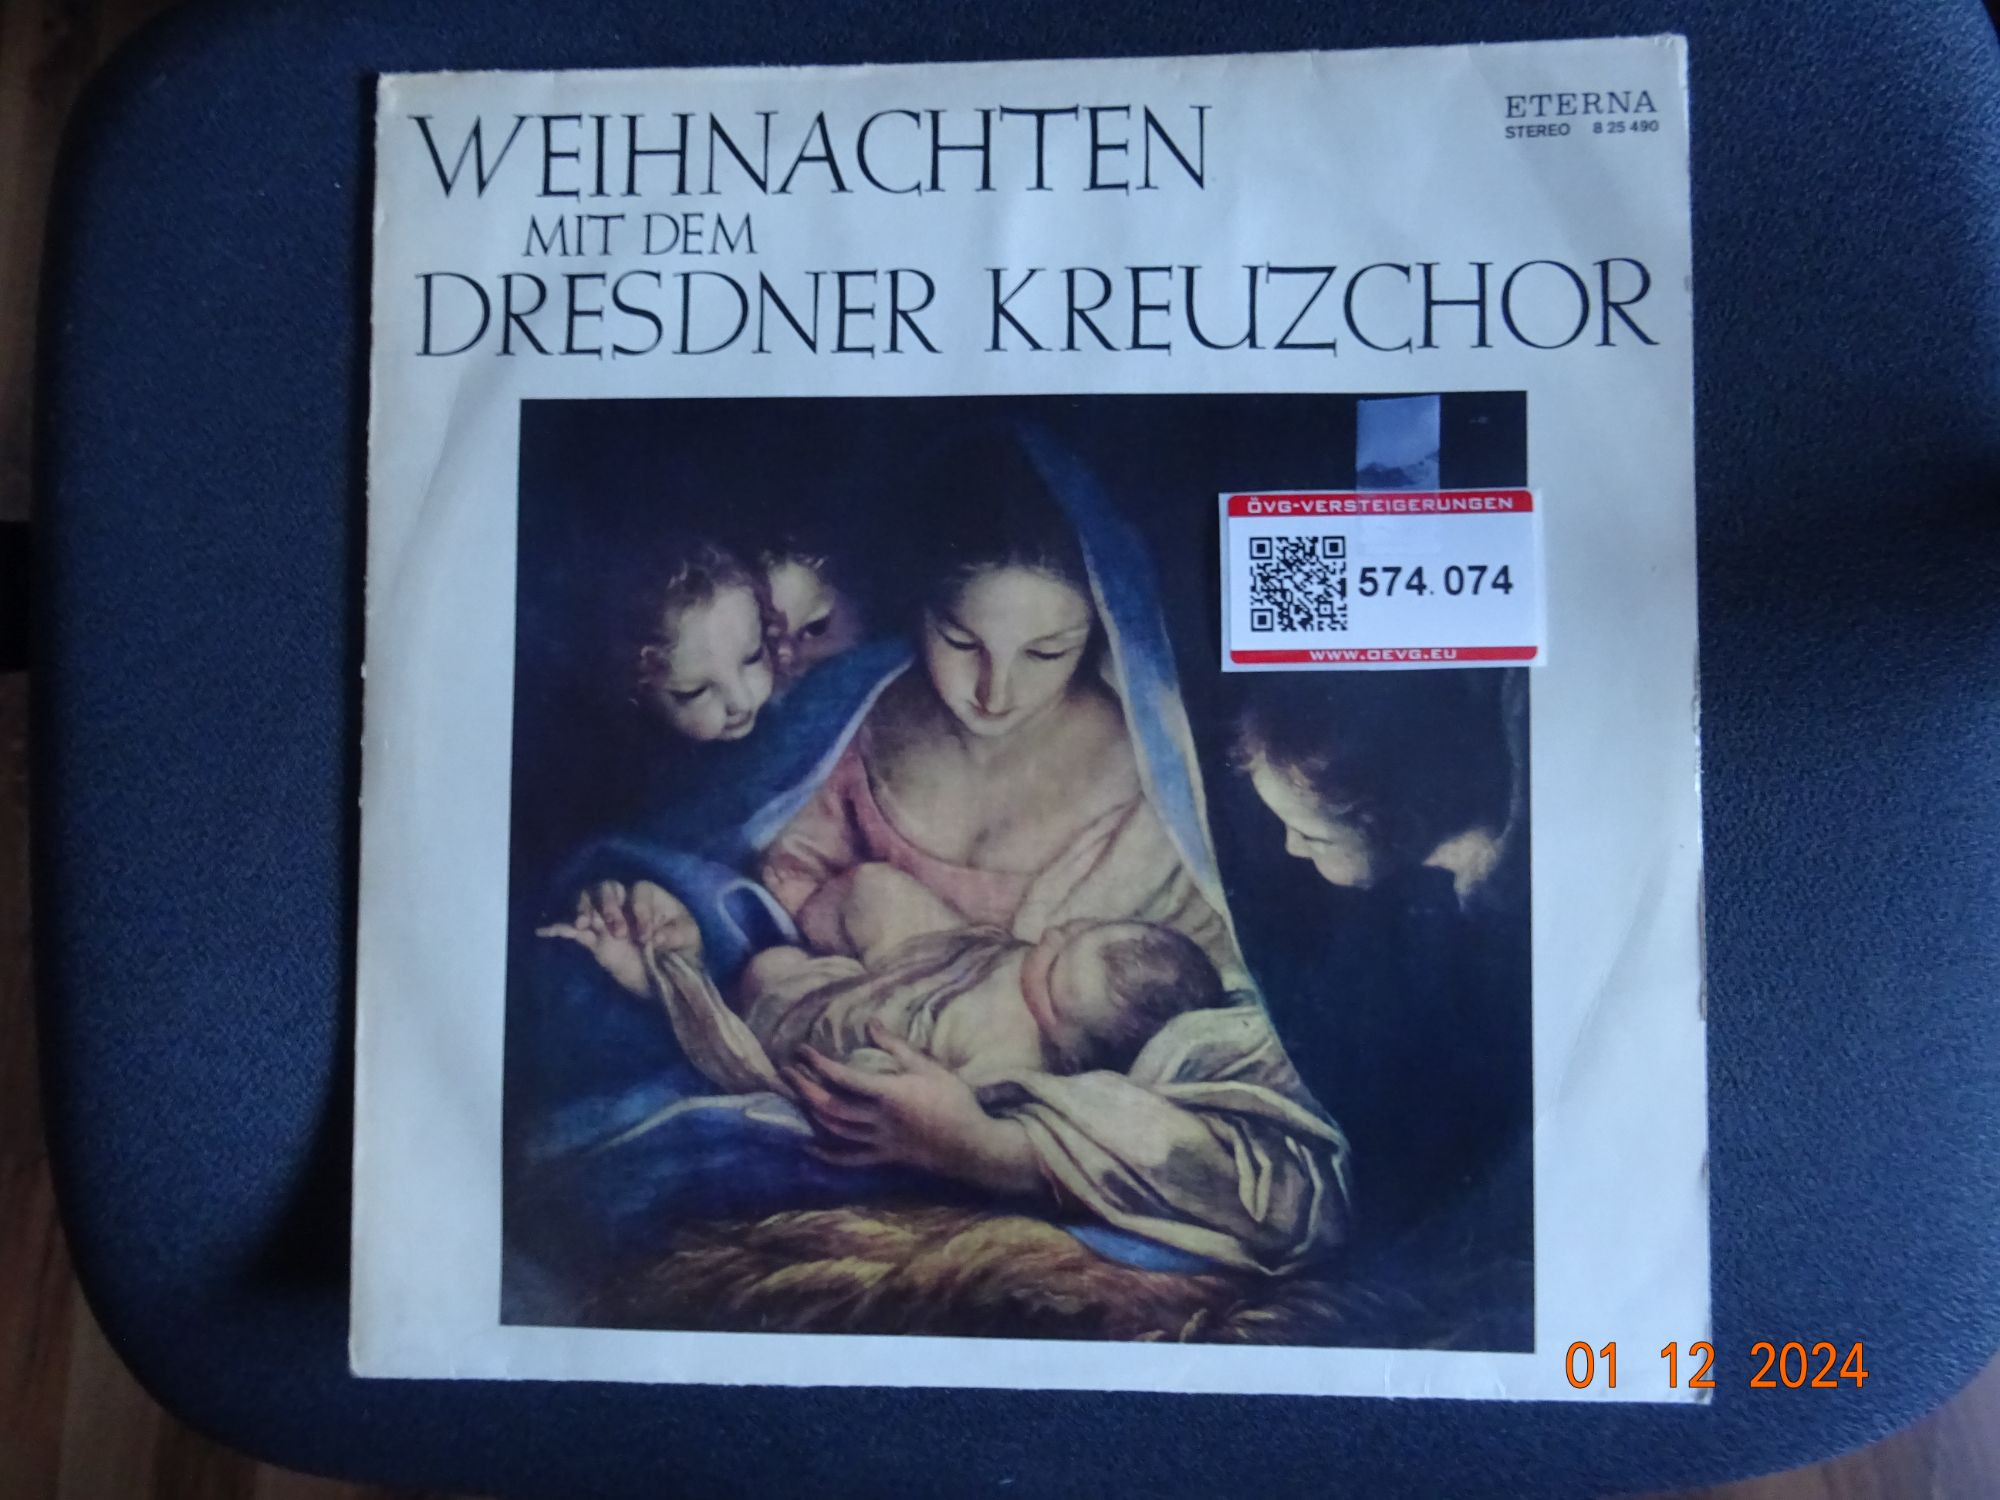 WEIHNACHTEN
MIT DEM
DRESDNER KREUZCHOR
ETERNA
STEREO 8 25 490
ÖVG-VERSTEIGERUNGEN
574.074
WWW.OEVG.EU
01 12 2024